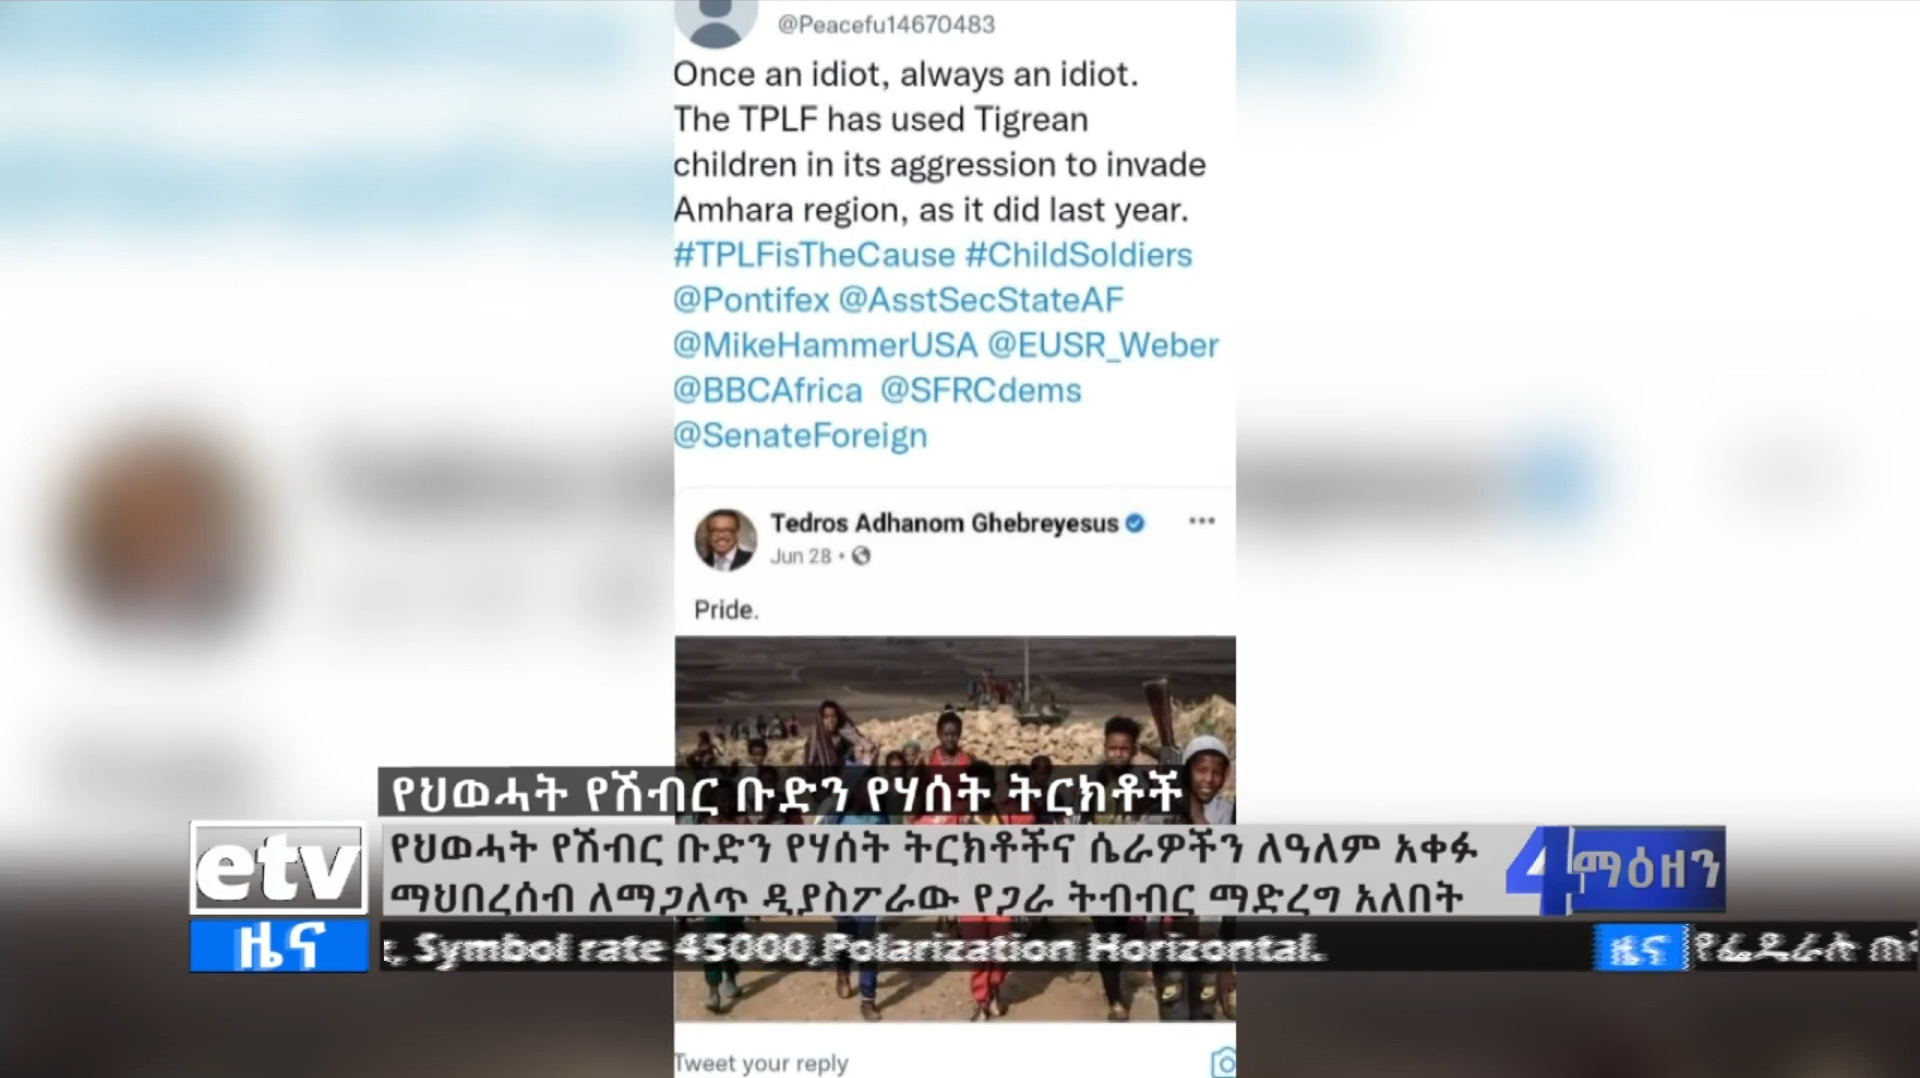 @Peacefu14670483
Once an idiot, always an idiot.
The TPLF has used Tigrean
children in its aggression to invade
Amhara region, as it did last year.
#TPLFisTheCause #ChildSoldiers
@Pontifex @AsstSecStateAF
@MikeHammerUSA @EUSR_Weber
@BBCAfrica @SFRCdems
@SenateForeign
Tedros Adhanom Ghebreyesus
Jun 28
Pride.
የህወሓት የሽብር ቡድን የሃሰት ትርክቶች
የህወሓት የሽብር ቡድን የሃሰት ትርክቶችና ሴራዎችን ለዓለም አቀፉ
ማህበረሰብ ለማጋለጥ ዲያስፖራው የጋራ ትብብር ማድረግ አለበት
etv
4ማዕዘን
ዜና
, Symbol rate 45000,Polarization Horizontal.
ዜና
Tweet your reply